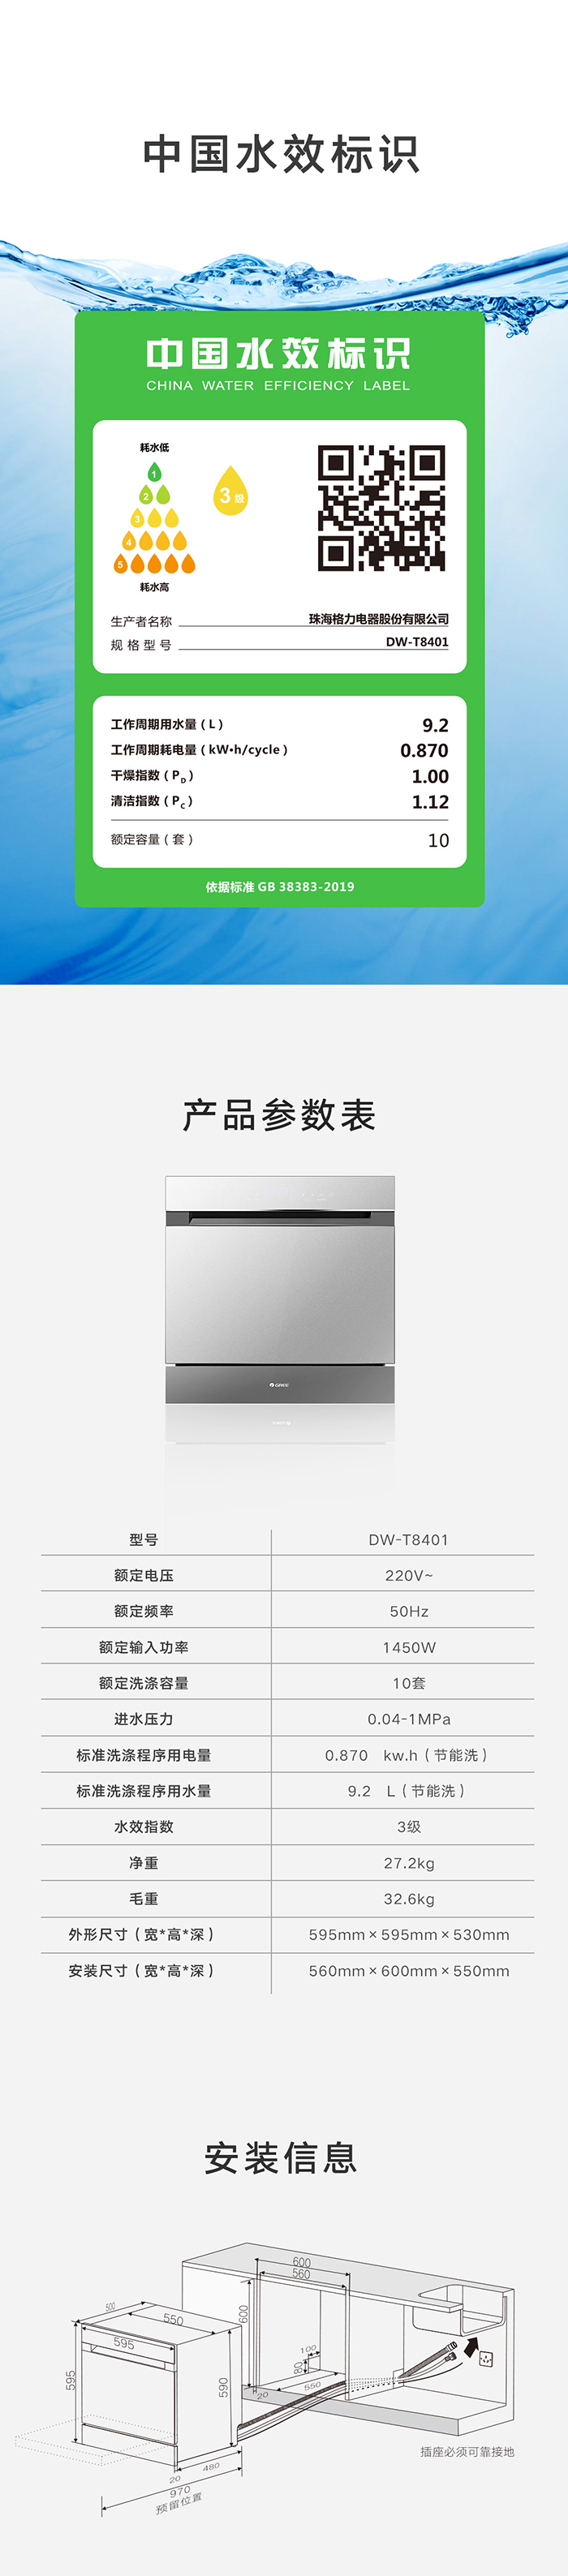 中国水效标识
中国水效标识
CHINA WATER EFFICIENCY LABEL
耗水低
1
2
3
4
5
3级
耗水高
生产者名称 珠海格力电器股份有限公司
规格型号 DW-T8401
工作周期用水量（L） 9.2
工作周期耗电量（kW•h/cycle） 0.870
干燥指数（PD） 1.00
清洁指数（PC） 1.12
额定容量（套） 10
依据标准 GB 38383-2019
产品参数表
GREE
型号 DW-T8401
额定电压 220V~
额定频率 50Hz
额定输入功率 1450W
额定洗涤容量 10套
进水压力 0.04-1MPa
标准洗涤程序用电量 0.870 kw.h（节能洗）
标准洗涤程序用水量 9.2 L（节能洗）
水效指数 3级
净重 27.2kg
毛重 32.6kg
外形尺寸（宽*高*深） 595mm×595mm×530mm
安装尺寸（宽*高*深） 560mm×600mm×550mm
安装信息
600
560
500
550
600
595
100
80
595
590
550
20
插座必须可靠接地
480
20
970
预留位置